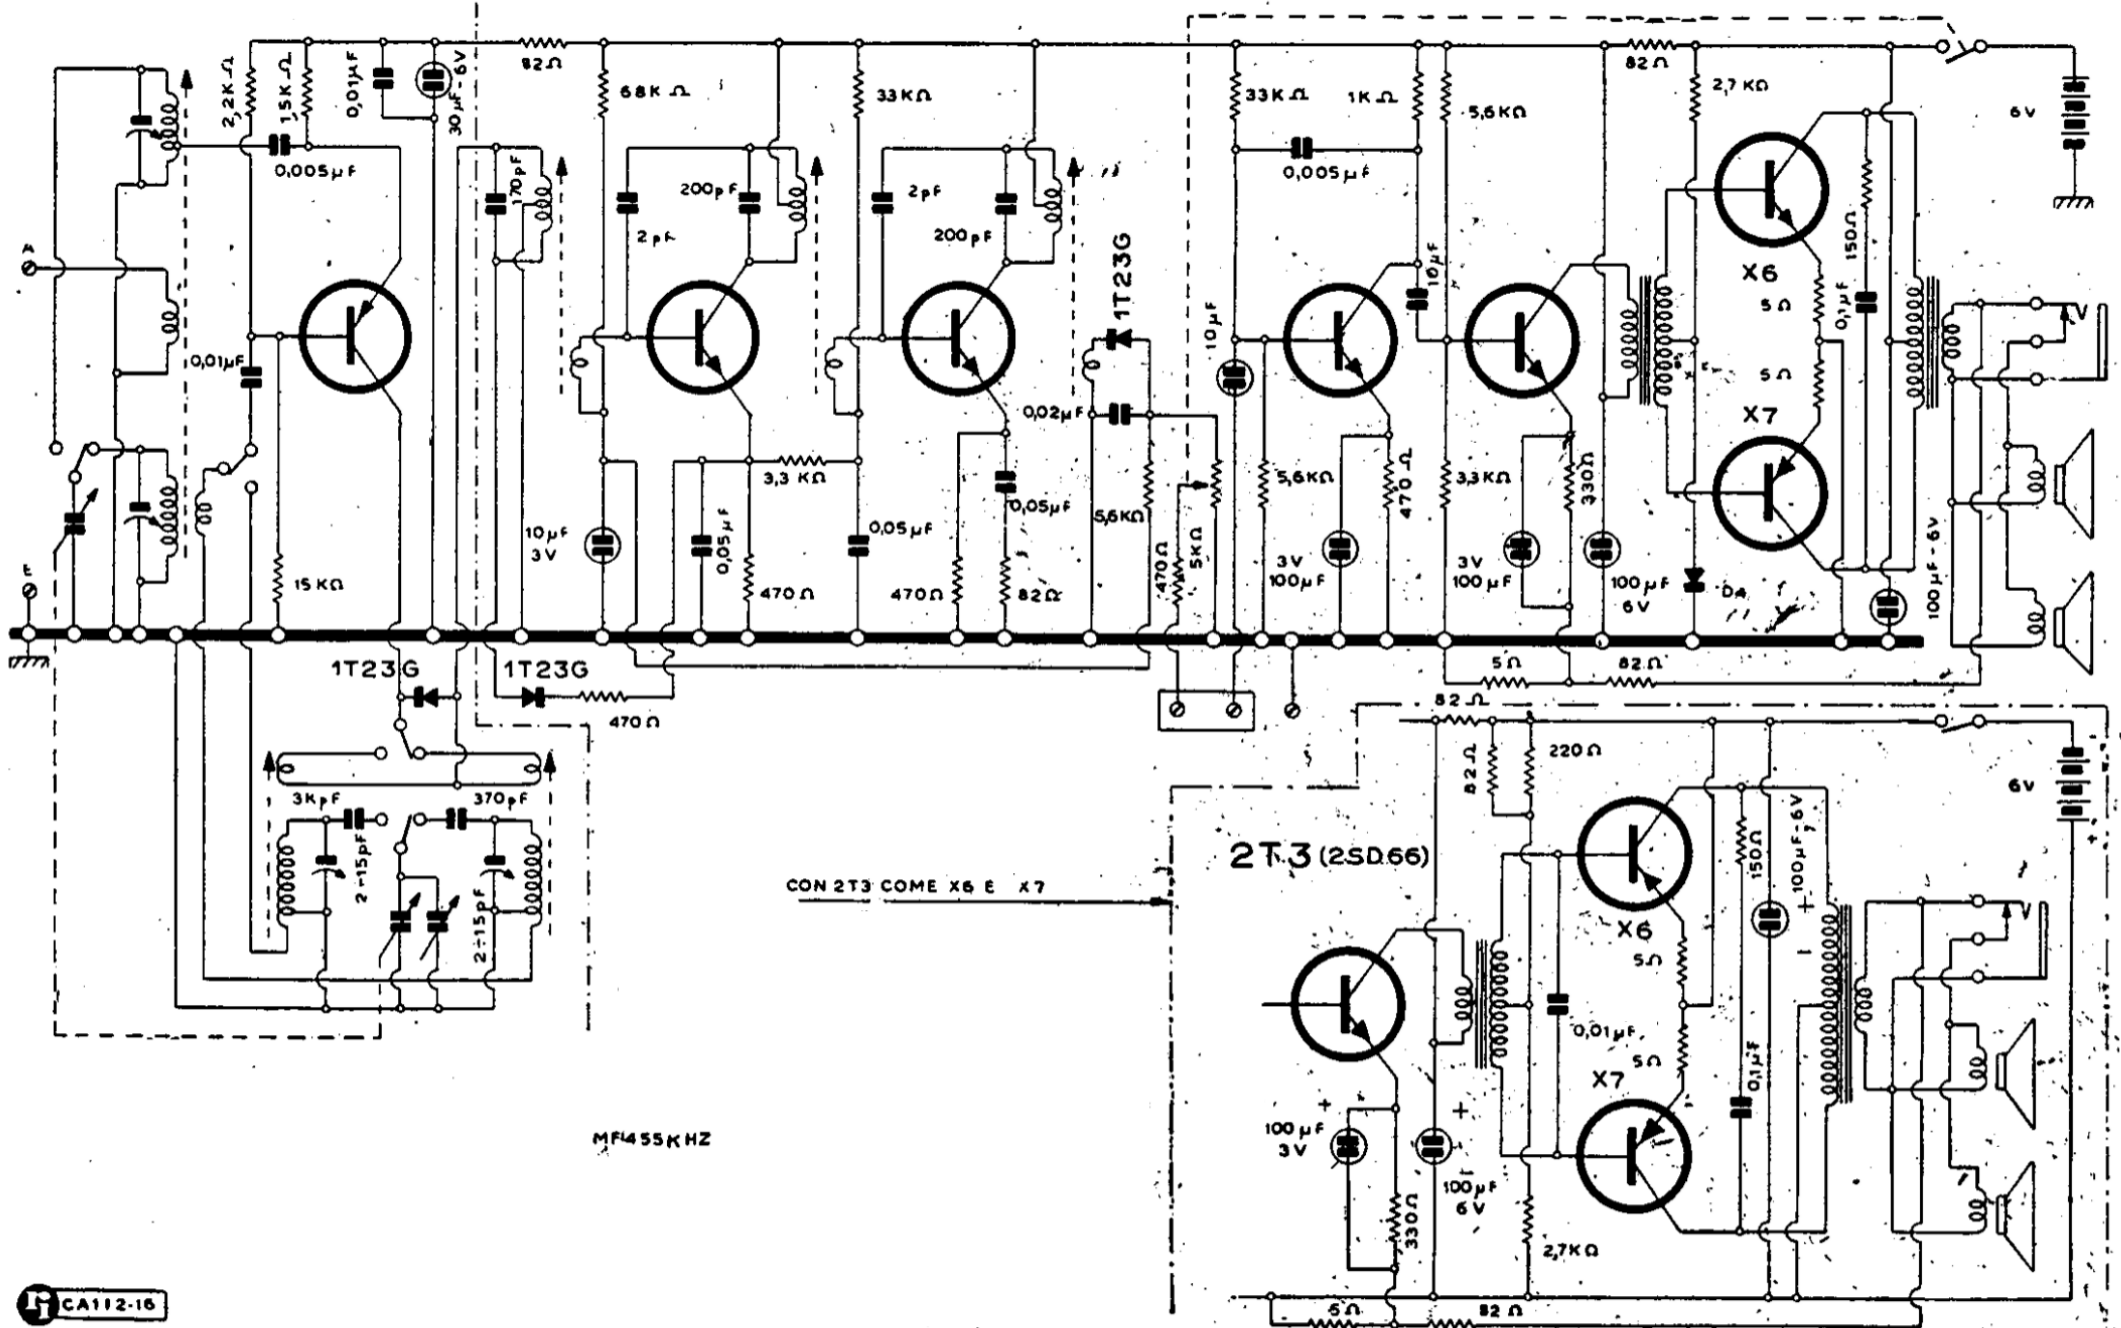 82Ω
2,2KΩ
1,5KΩ
0,01μF
30μF-6V
0,005μF
170pF
68KΩ
2pF
200pF
33KΩ
2pF
200pF
1T23G
33KΩ
1KΩ
0,005μF
5,6KΩ
82Ω
2,7KΩ
6V
X6
5Ω
5Ω
X7
150Ω
0,1μF
0,01μF
15KΩ
10μF
3V
0,05μF
3,3KΩ
470Ω
0,05μF
470Ω
0,05μF
82Ω
0,02μF
5,6KΩ
470Ω
5KΩ
10μF
5,6KΩ
3V
100μF
470Ω
10μF
3,3KΩ
3V
100μF
330Ω
100μF
6V
100μF-6V
1T23G
1T23G
470Ω
5Ω
82Ω
3KpF
2÷15pF
370pF
2÷15pF
MF455KHZ
CON 2T3 COME X6 E X7
2T3 (2SD66)
82Ω
82Ω
220Ω
6V
X6
5Ω
150Ω
100μF-6V
+
0,01μF
5Ω
X7
0,1μF
+
100μF
3V
330Ω
+
100μF
6V
2,7KΩ
5Ω
82Ω
CA112-16